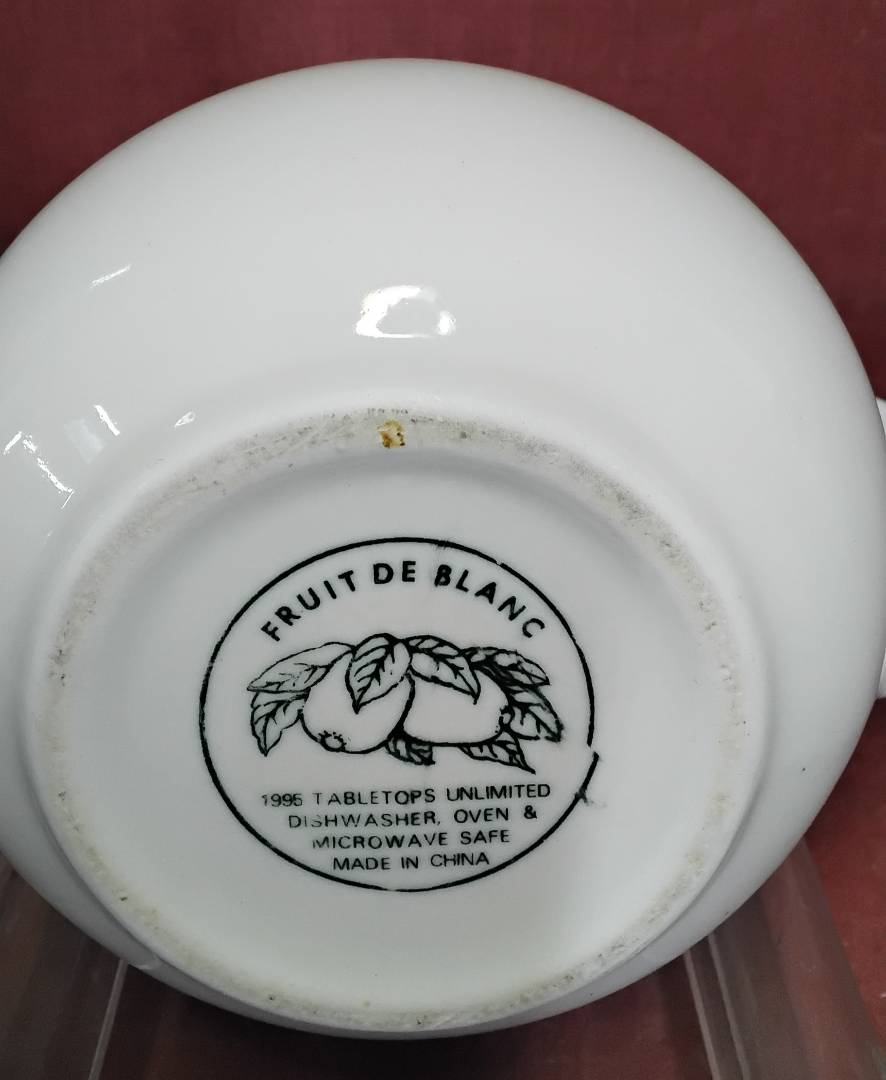 FRUIT DE BLANC
1995 TABLETOPS UNLIMITED
DISHWASHER, OVEN &
MICROWAVE SAFE
MADE IN CHINA